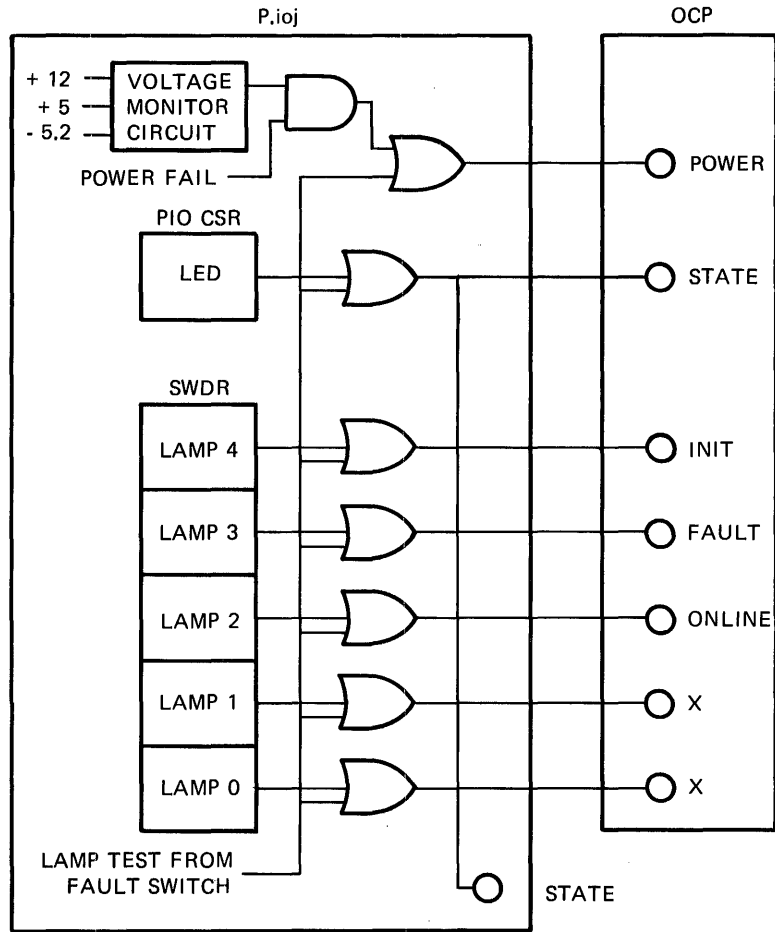 P.ioj
OCP
+ 12
+ 5
- 5.2
VOLTAGE
MONITOR
CIRCUIT
POWER FAIL
POWER
PIO CSR
LED
STATE
SWDR
LAMP 4
INIT
LAMP 3
FAULT
LAMP 2
ONLINE
LAMP 1
X
LAMP 0
X
LAMP TEST FROM
FAULT SWITCH
STATE